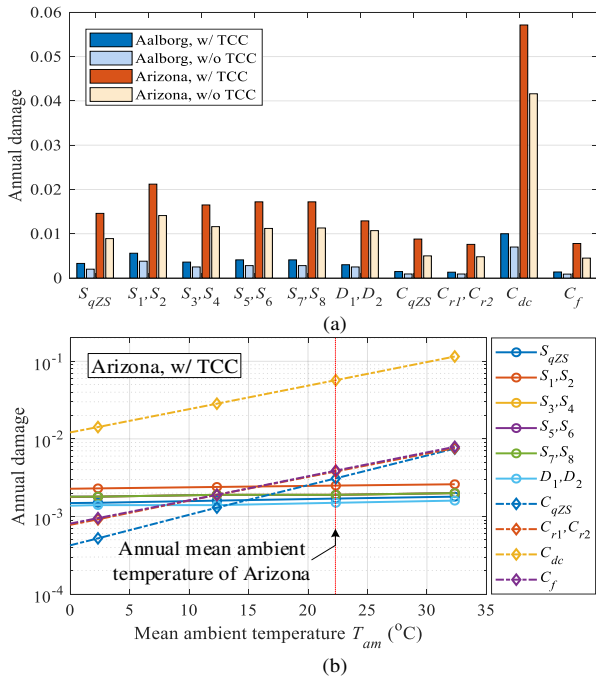 0.06
0.05
0.04
0.03
0.02
0.01
0
Annual damage
Aalborg, w/ TCC
Aalborg, w/o TCC
Arizona, w/ TCC
Arizona, w/o TCC
S_qZS S_1,S_2 S_3,S_4 S_5,S_6 S_7,S_8 D_1,D_2 C_qZS C_r1,C_r2 C_dc C_f
(a)
Arizona, w/ TCC
10^-1
10^-2
10^-3
10^-4
Annual damage
Annual mean ambient
temperature of Arizona
0 5 10 15 20 25 30 35
Mean ambient temperature T_am (°C)
S_qZS
S_1,S_2
S_3,S_4
S_5,S_6
S_7,S_8
D_1,D_2
C_qZS
C_r1,C_r2
C_dc
C_f
(b)